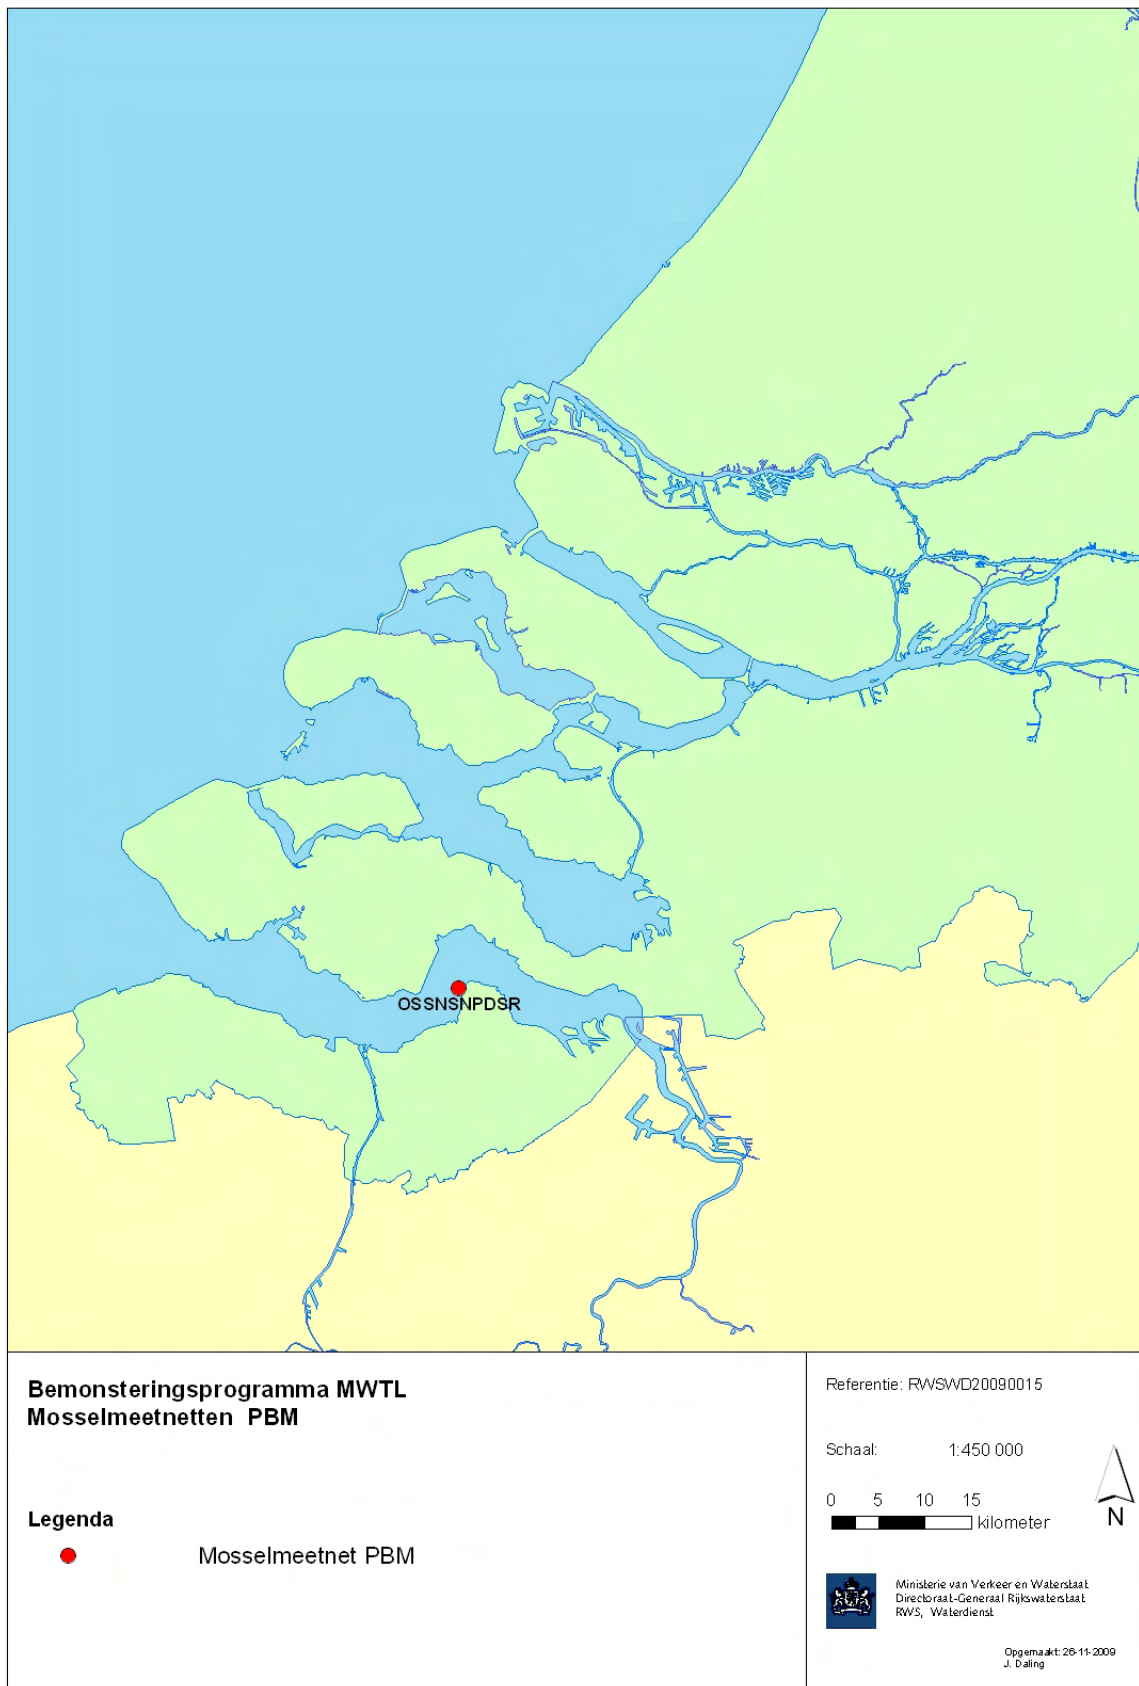 OSSNSNPDSR
Bemonsteringsprogramma MWTL
Mosselmeetnetten PBM
Legenda
Mosselmeetnet PBM
Referentie: RWSWD20090015
Schaal: 1:450 000
0 5 10 15
kilometer
N
Ministerie van Verkeer en Waterstaat
Directoraat-Generaal Rijkswaterstaat
RWS, Waterdienst
Opgemaakt: 26-11-2009
J. Daling